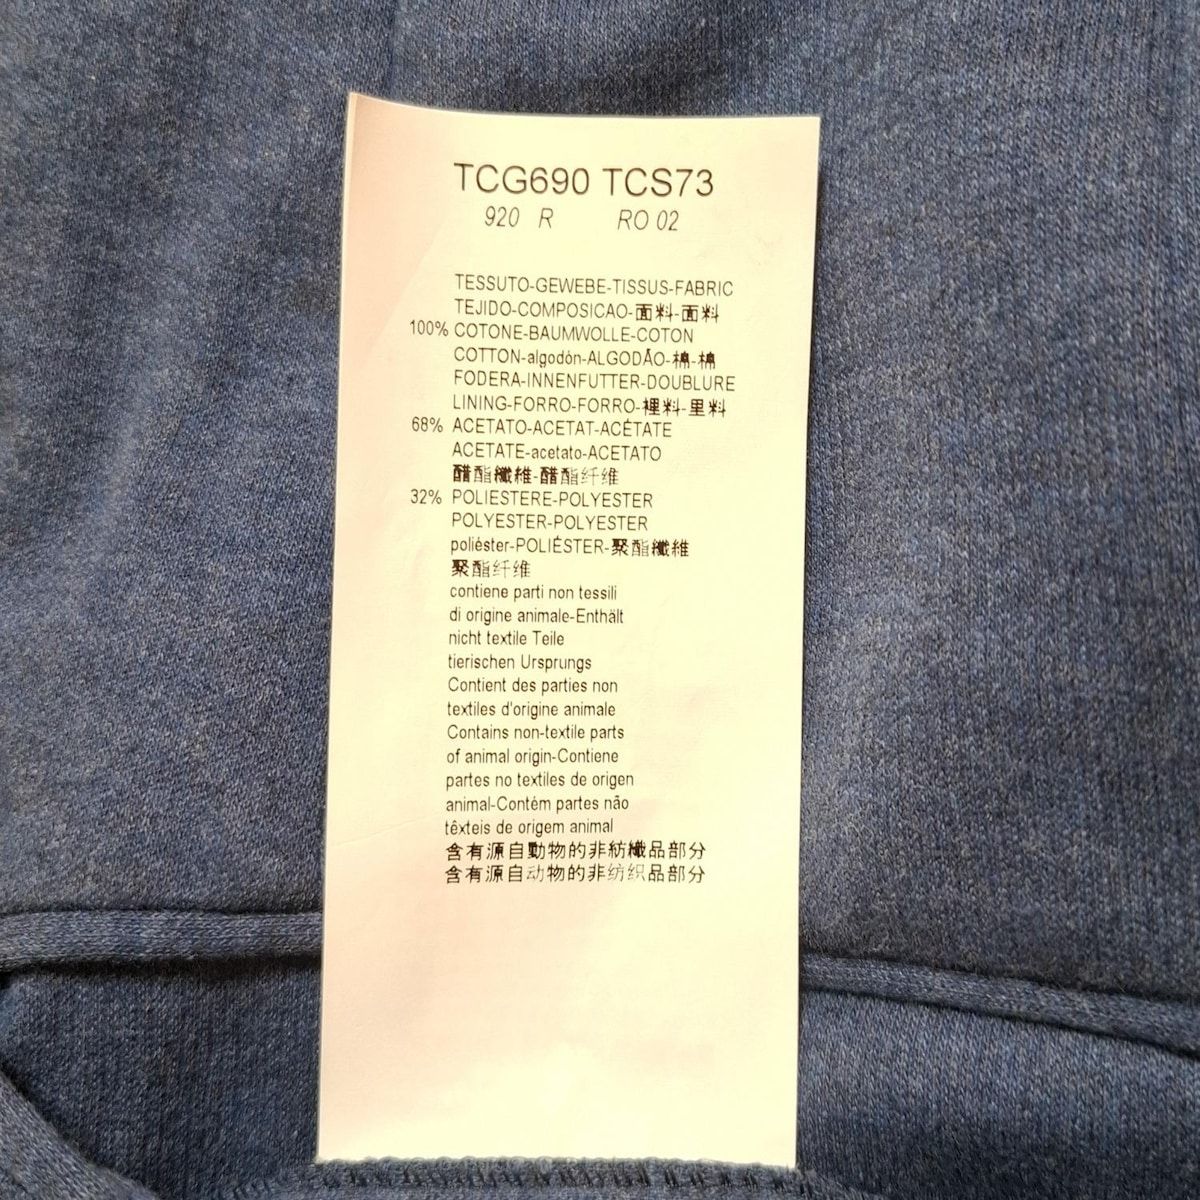 TCG690 TCS73
920 R RO 02
TESSUTO-GEWEBE-TISSUS-FABRIC
TEJIDO-COMPOSICAO-面料-面料
100% COTONE-BAUMWOLLE-COTON
COTTON-algodòn-ALGODÃO-棉-棉
FODERA-INNENFUTTER-DOUBLURE
LINING-FORRO-FORRO-裡料-里料
68% ACETATO-ACETAT-ACÉTATE
ACETATE-acetato-ACETATO
醋酯纖維-醋酯纤维
32% POLIESTERE-POLYESTER
POLYESTER-POLYESTER
poliéster-POLIÉSTER-聚酯纖維
聚酯纤维
contiene parti non tessili
di origine animale-Enthält
nicht textile Teile
tierischen Ursprungs
Contient des parties non
textiles d'origine animale
Contains non-textile parts
of animal origin-Contiene
partes no textiles de origen
animal-Contém partes não
têxteis de origem animal
含有源自動物的非紡織品部分
含有源自动物的非纺织品部分